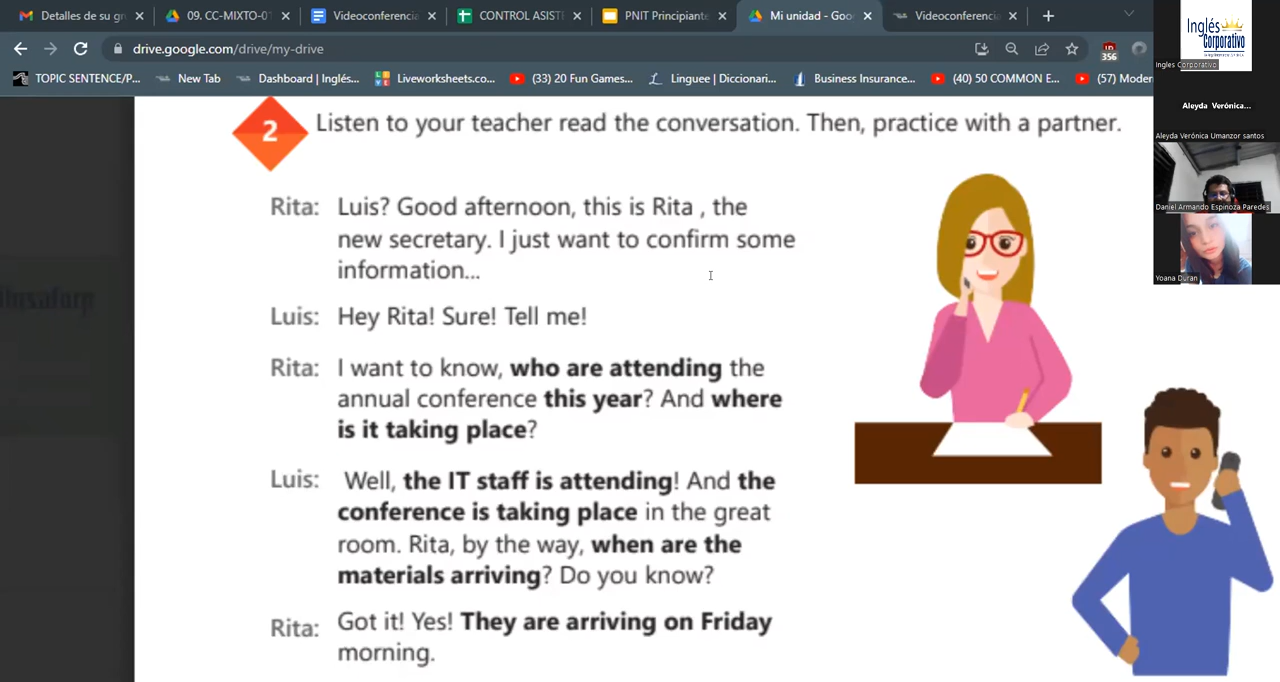 Detalles de su gr
09. CC-MIXTO-01
Videoconferencia
CONTROL ASIST
PNIT Principiante
Mi unidad - Goo
Videoconferencia
drive.google.com/drive/my-drive
356
TOPIC SENTENCE/P...
New Tab
Dashboard | Inglés...
Liveworksheets.co...
(33) 20 Fun Games...
Linguee | Diccionari...
Business Insurance...
(40) 50 COMMON E...
(57) Moder
Inglés
Corporativo
Ingles Corporativo
Aleyda Verónica...
Aleyda Verónica Umanzor santos
Daniel Armando Espinoza Paredes
Yoana Duran
2
Listen to your teacher read the conversation. Then, practice with a partner.
Rita: Luis? Good afternoon, this is Rita , the
new secretary. I just want to confirm some
information...
Luis: Hey Rita! Sure! Tell me!
Rita: I want to know, who are attending the
annual conference this year? And where
is it taking place?
Luis: Well, the IT staff is attending! And the
conference is taking place in the great
room. Rita, by the way, when are the
materials arriving? Do you know?
Rita: Got it! Yes! They are arriving on Friday
morning.